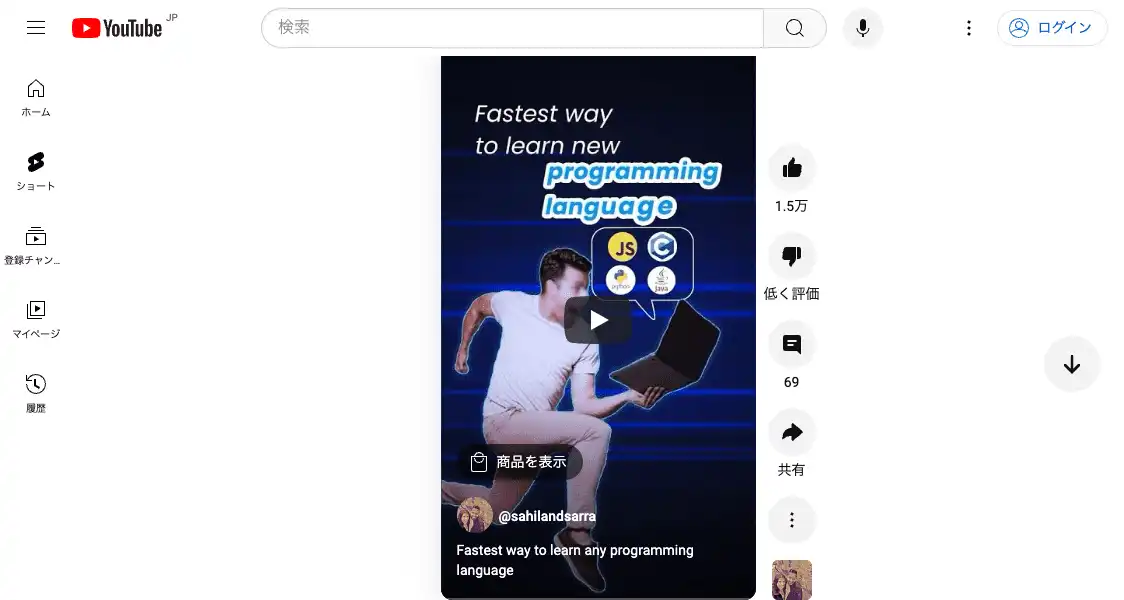 YouTube JP
検索
ログイン
ホーム
ショート
登録チャン...
マイページ
履歴
Fastest way
to learn new
programming
language
JS C
python Java
商品を表示
@sahilandsarra
Fastest way to learn any programming
language
1.5万
低く評価
69
共有